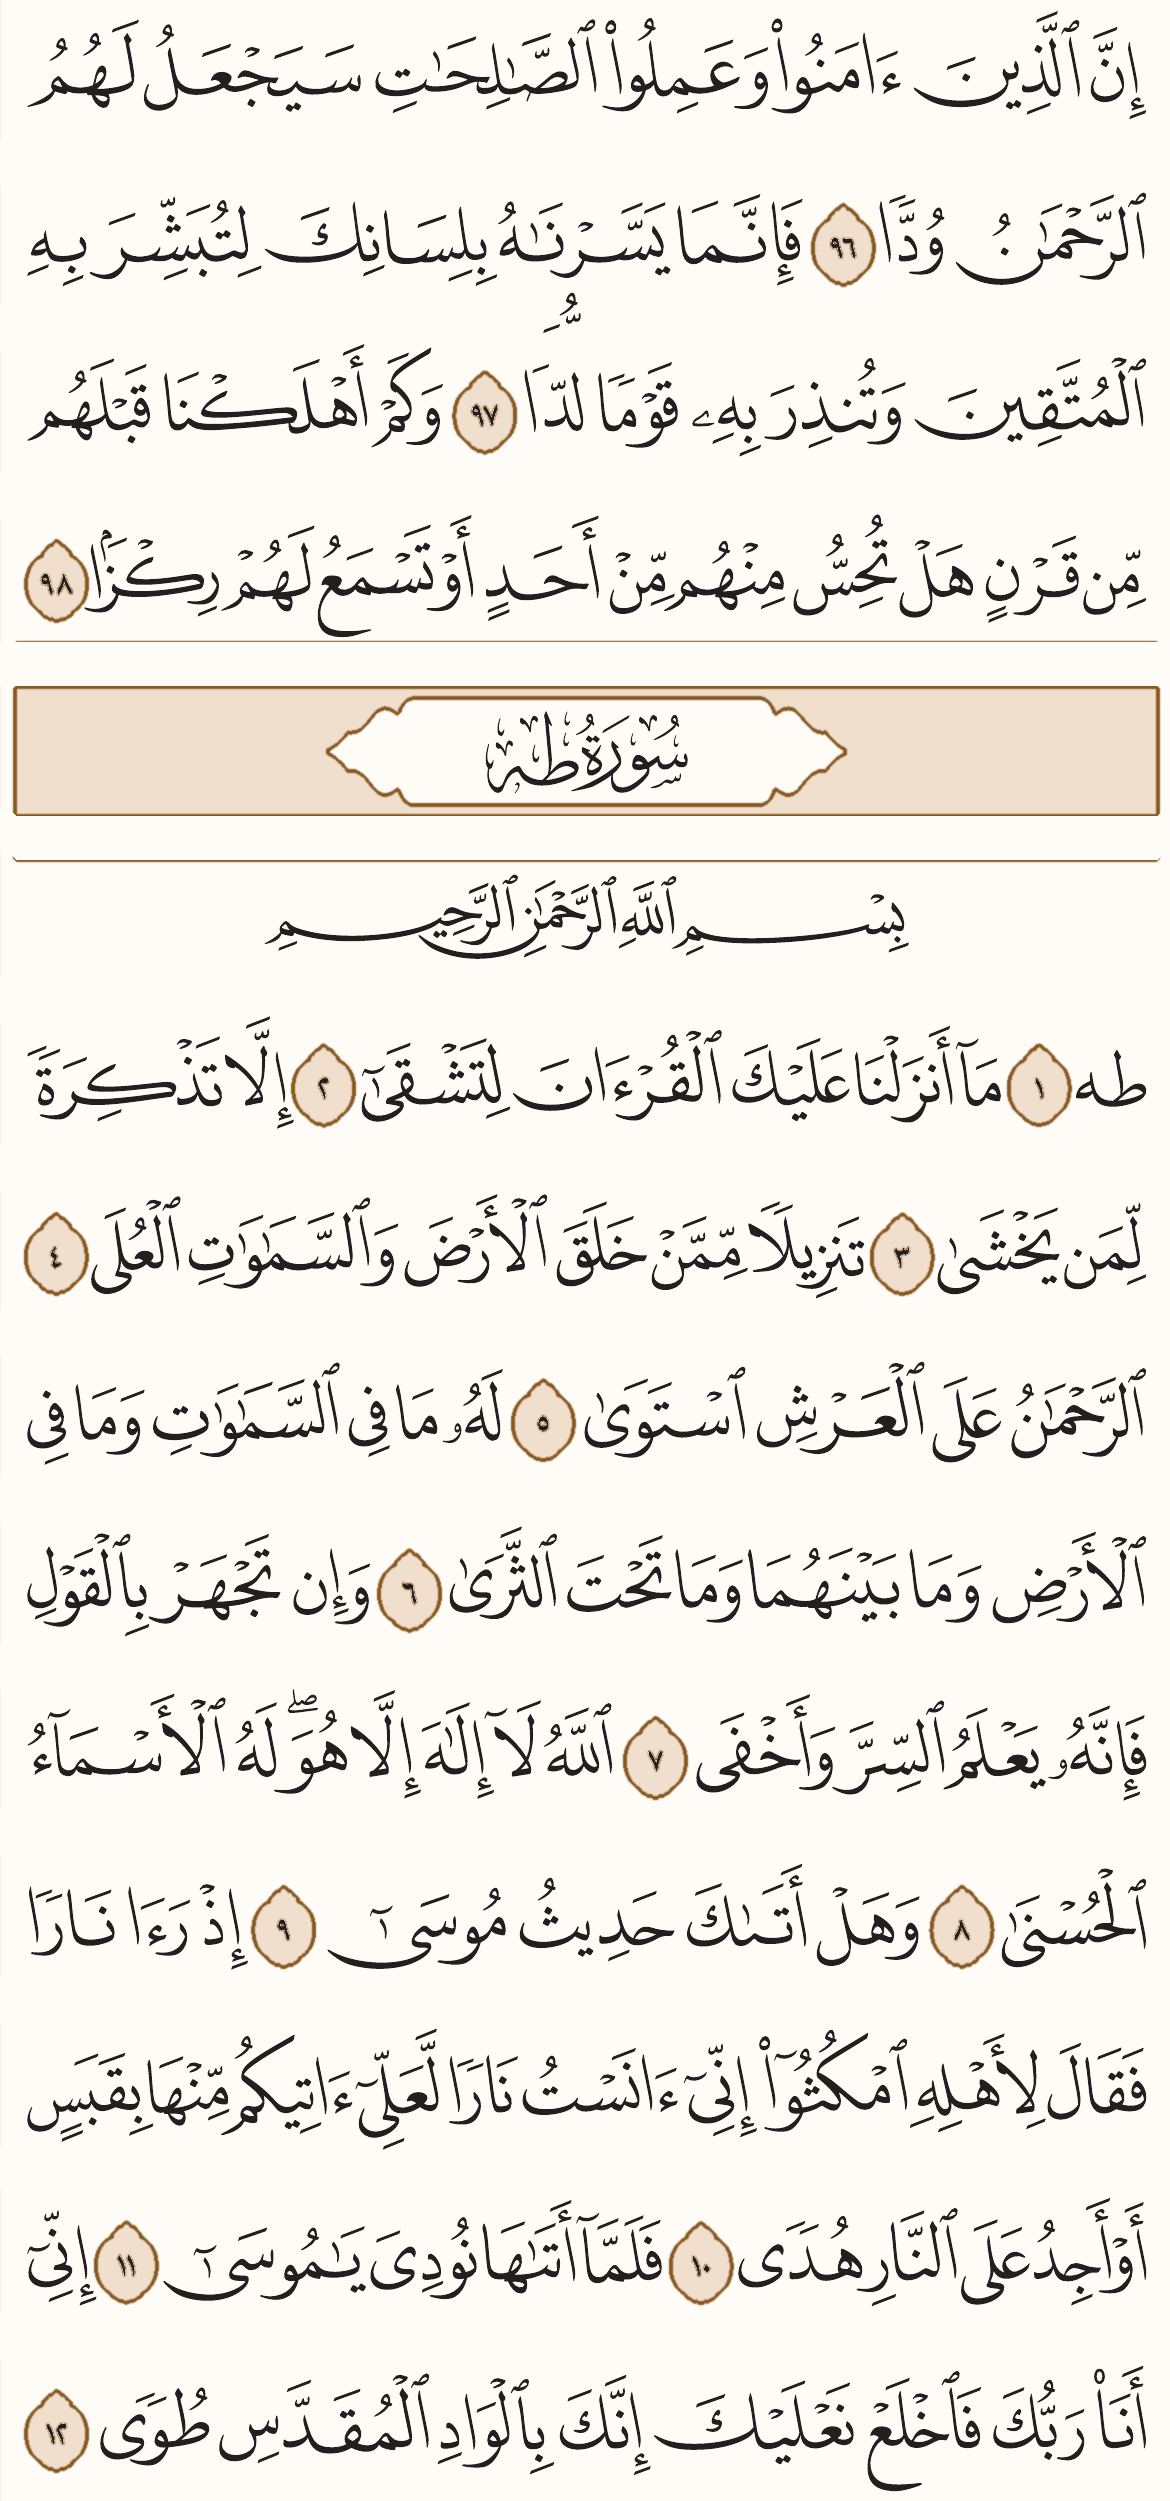 إِنَّ ٱلَّذِينَ ءَامَنُواْ وَعَمِلُواْ ٱلصَّـٰلِحَـٰتِ سَيَجۡعَلُ لَهُمُ
ٱلرَّحۡمَـٰنُ وُدّٗا ٩٦ فَإِنَّمَا يَسَّرۡنَـٰهُ بِلِسَانِكَ لِتُبَشِّرَ بِهِ
ٱلۡمُتَّقِينَ وَتُنذِرَ بِهِۦ قَوۡمٗا لُّدّٗا ٩٧ وَكَمۡ أَهۡلَكۡنَا قَبۡلَهُم
مِّن قَرۡنٍ هَلۡ تُحِسُّ مِنۡهُم مِّنۡ أَحَدٍ أَوۡ تَسۡمَعُ لَهُمۡ رِكۡزَۢا ٩٨
سُورَةُ طه
بِسۡمِ ٱللَّهِ ٱلرَّحۡمَـٰنِ ٱلرَّحِيمِ
طه ١ مَآ أَنزَلۡنَا عَلَيۡكَ ٱلۡقُرۡءَانَ لِتَشۡقَىٰٓ ٢ إِلَّا تَذۡكِرَةٗ
لِّمَن يَخۡشَىٰ ٣ تَنزِيلٗا مِّمَّنۡ خَلَقَ ٱلۡأَرۡضَ وَٱلسَّمَـٰوَٰتِ ٱلۡعُلَى ٤
ٱلرَّحۡمَـٰنُ عَلَى ٱلۡعَرۡشِ ٱسۡتَوَىٰ ٥ لَهُۥ مَا فِي ٱلسَّمَـٰوَٰتِ وَمَا فِي
ٱلۡأَرۡضِ وَمَا بَيۡنَهُمَا وَمَا تَحۡتَ ٱلثَّرَىٰ ٦ وَإِن تَجۡهَرۡ بِٱلۡقَوۡلِ
فَإِنَّهُۥ يَعۡلَمُ ٱلسِّرَّ وَأَخۡفَى ٧ ٱللَّهُ لَآ إِلَـٰهَ إِلَّا هُوَۖ لَهُ ٱلۡأَسۡمَآءُ
ٱلۡحُسۡنَىٰ ٨ وَهَلۡ أَتَىٰكَ حَدِيثُ مُوسَىٰٓ ٩ إِذۡ رَءَا نَارٗا
فَقَالَ لِأَهۡلِهِ ٱمۡكُثُوٓاْ إِنِّيٓ ءَانَسۡتُ نَارٗا لَّعَلِّيٓ ءَاتِيكُم مِّنۡهَا بِقَبَسٍ
أَوۡ أَجِدُ عَلَى ٱلنَّارِ هُدٗى ١٠ فَلَمَّآ أَتَىٰهَا نُودِيَ يَـٰمُوسَىٰٓ ١١ إِنِّيٓ
أَنَا۠ رَبُّكَ فَٱخۡلَعۡ نَعۡلَيۡكَ إِنَّكَ بِٱلۡوَادِ ٱلۡمُقَدَّسِ طُوٗى ١٢